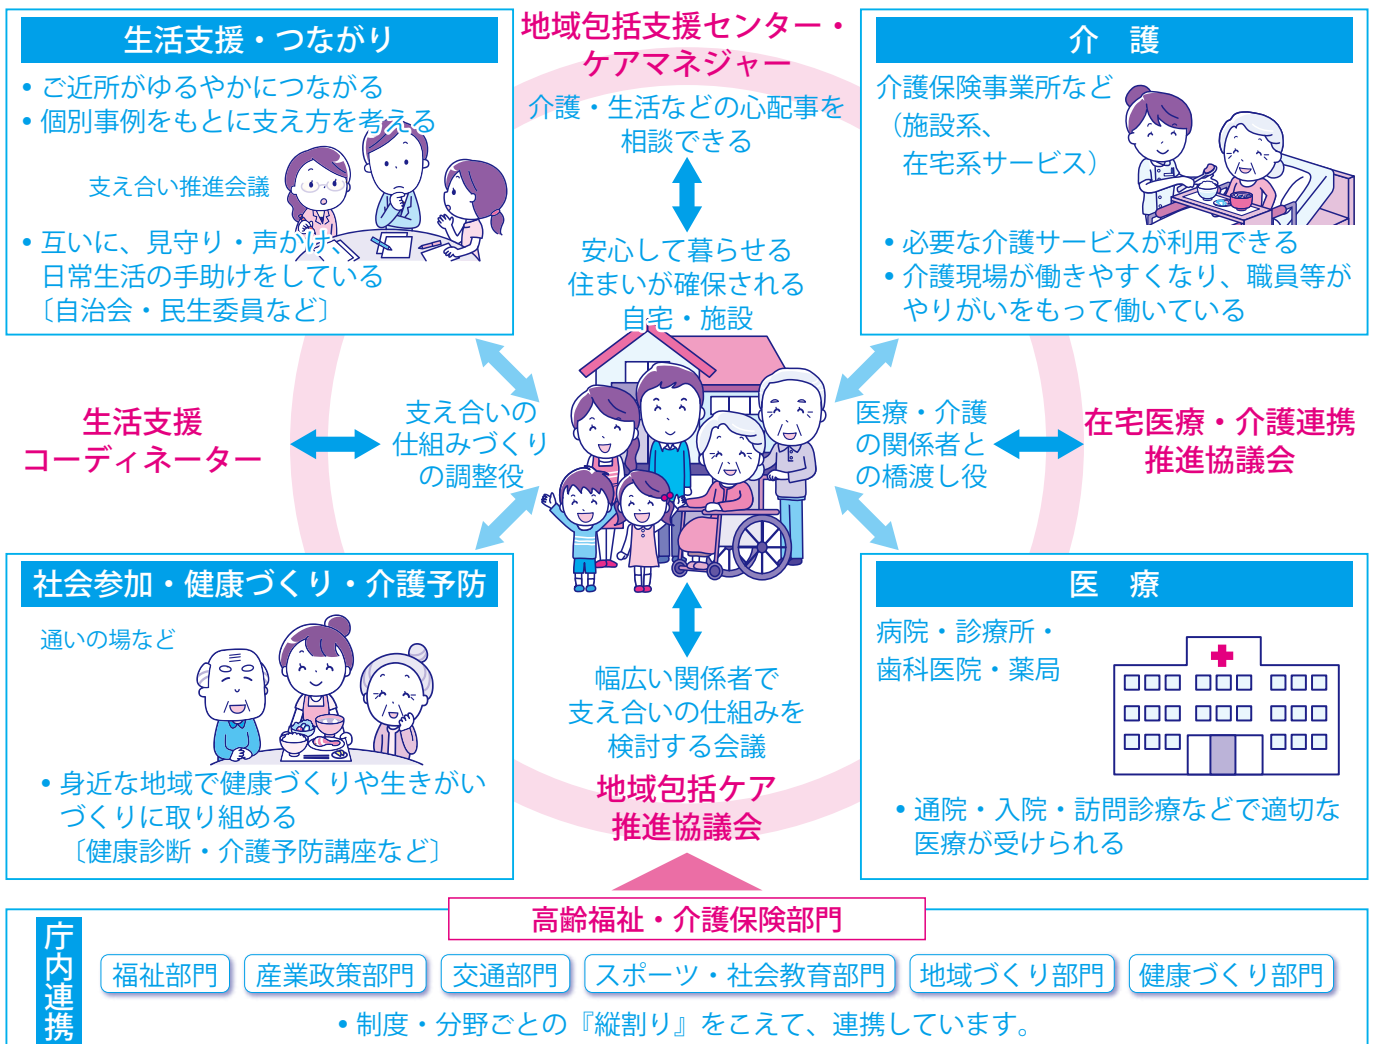 生活支援・つながり
• ご近所がゆるやかにつながる
• 個別事例をもとに支え方を考える
支え合い推進会議
• 互いに、見守り・声かけ、
日常生活の手助けをしている
〔自治会・民生委員など〕
地域包括支援センター・
ケアマネジャー
介護・生活などの心配事を
相談できる
安心して暮らせる
住まいが確保される
自宅・施設
介　護
介護保険事業所など
（施設系、
在宅系サービス）
• 必要な介護サービスが利用できる
• 介護現場が働きやすくなり、職員等が
やりがいをもって働いている
生活支援
コーディネーター
支え合いの
仕組みづくり
の調整役
医療・介護
の関係者と
の橋渡し役
在宅医療・介護連携
推進協議会
社会参加・健康づくり・介護予防
通いの場など
• 身近な地域で健康づくりや生きがい
づくりに取り組める
〔健康診断・介護予防講座など〕
幅広い関係者で
支え合いの仕組みを
検討する会議
地域包括ケア
推進協議会
医　療
病院・診療所・
歯科医院・薬局
• 通院・入院・訪問診療などで適切な
医療が受けられる
高齢福祉・介護保険部門
庁内連携
福祉部門
産業政策部門
交通部門
スポーツ・社会教育部門
地域づくり部門
健康づくり部門
• 制度・分野ごとの『縦割り』をこえて、連携しています。